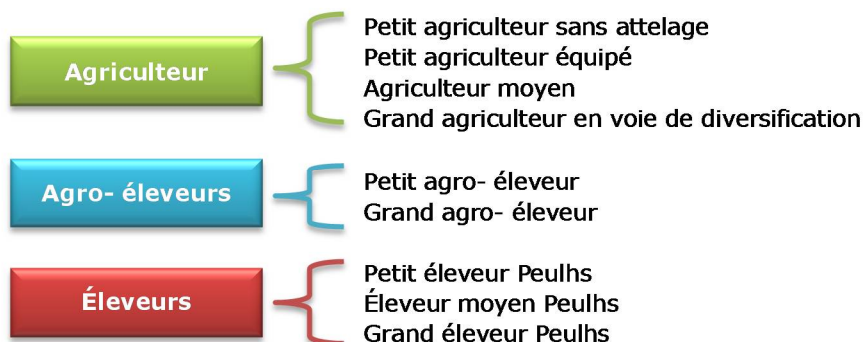 Agriculteur
Petit agriculteur sans attelage
Petit agriculteur équipé
Agriculteur moyen
Grand agriculteur en voie de diversification
Agro- éleveurs
Petit agro- éleveur
Grand agro- éleveur
Éleveurs
Petit éleveur Peulhs
Éleveur moyen Peulhs
Grand éleveur Peulhs